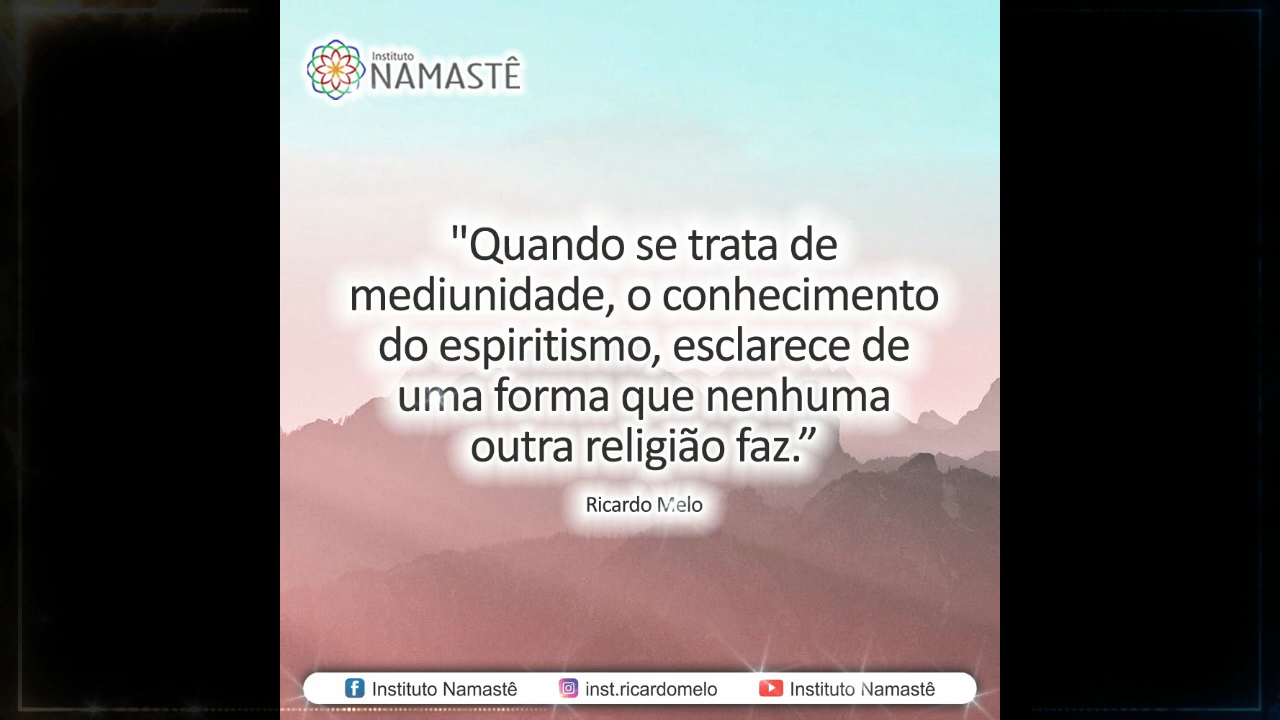 Instituto
NAMASTÊ
"Quando se trata de
mediunidade, o conhecimento
do espiritismo, esclarece de
uma forma que nenhuma
outra religião faz.”
Ricardo Melo
Instituto Namastê inst.ricardomelo Instituto Namastê